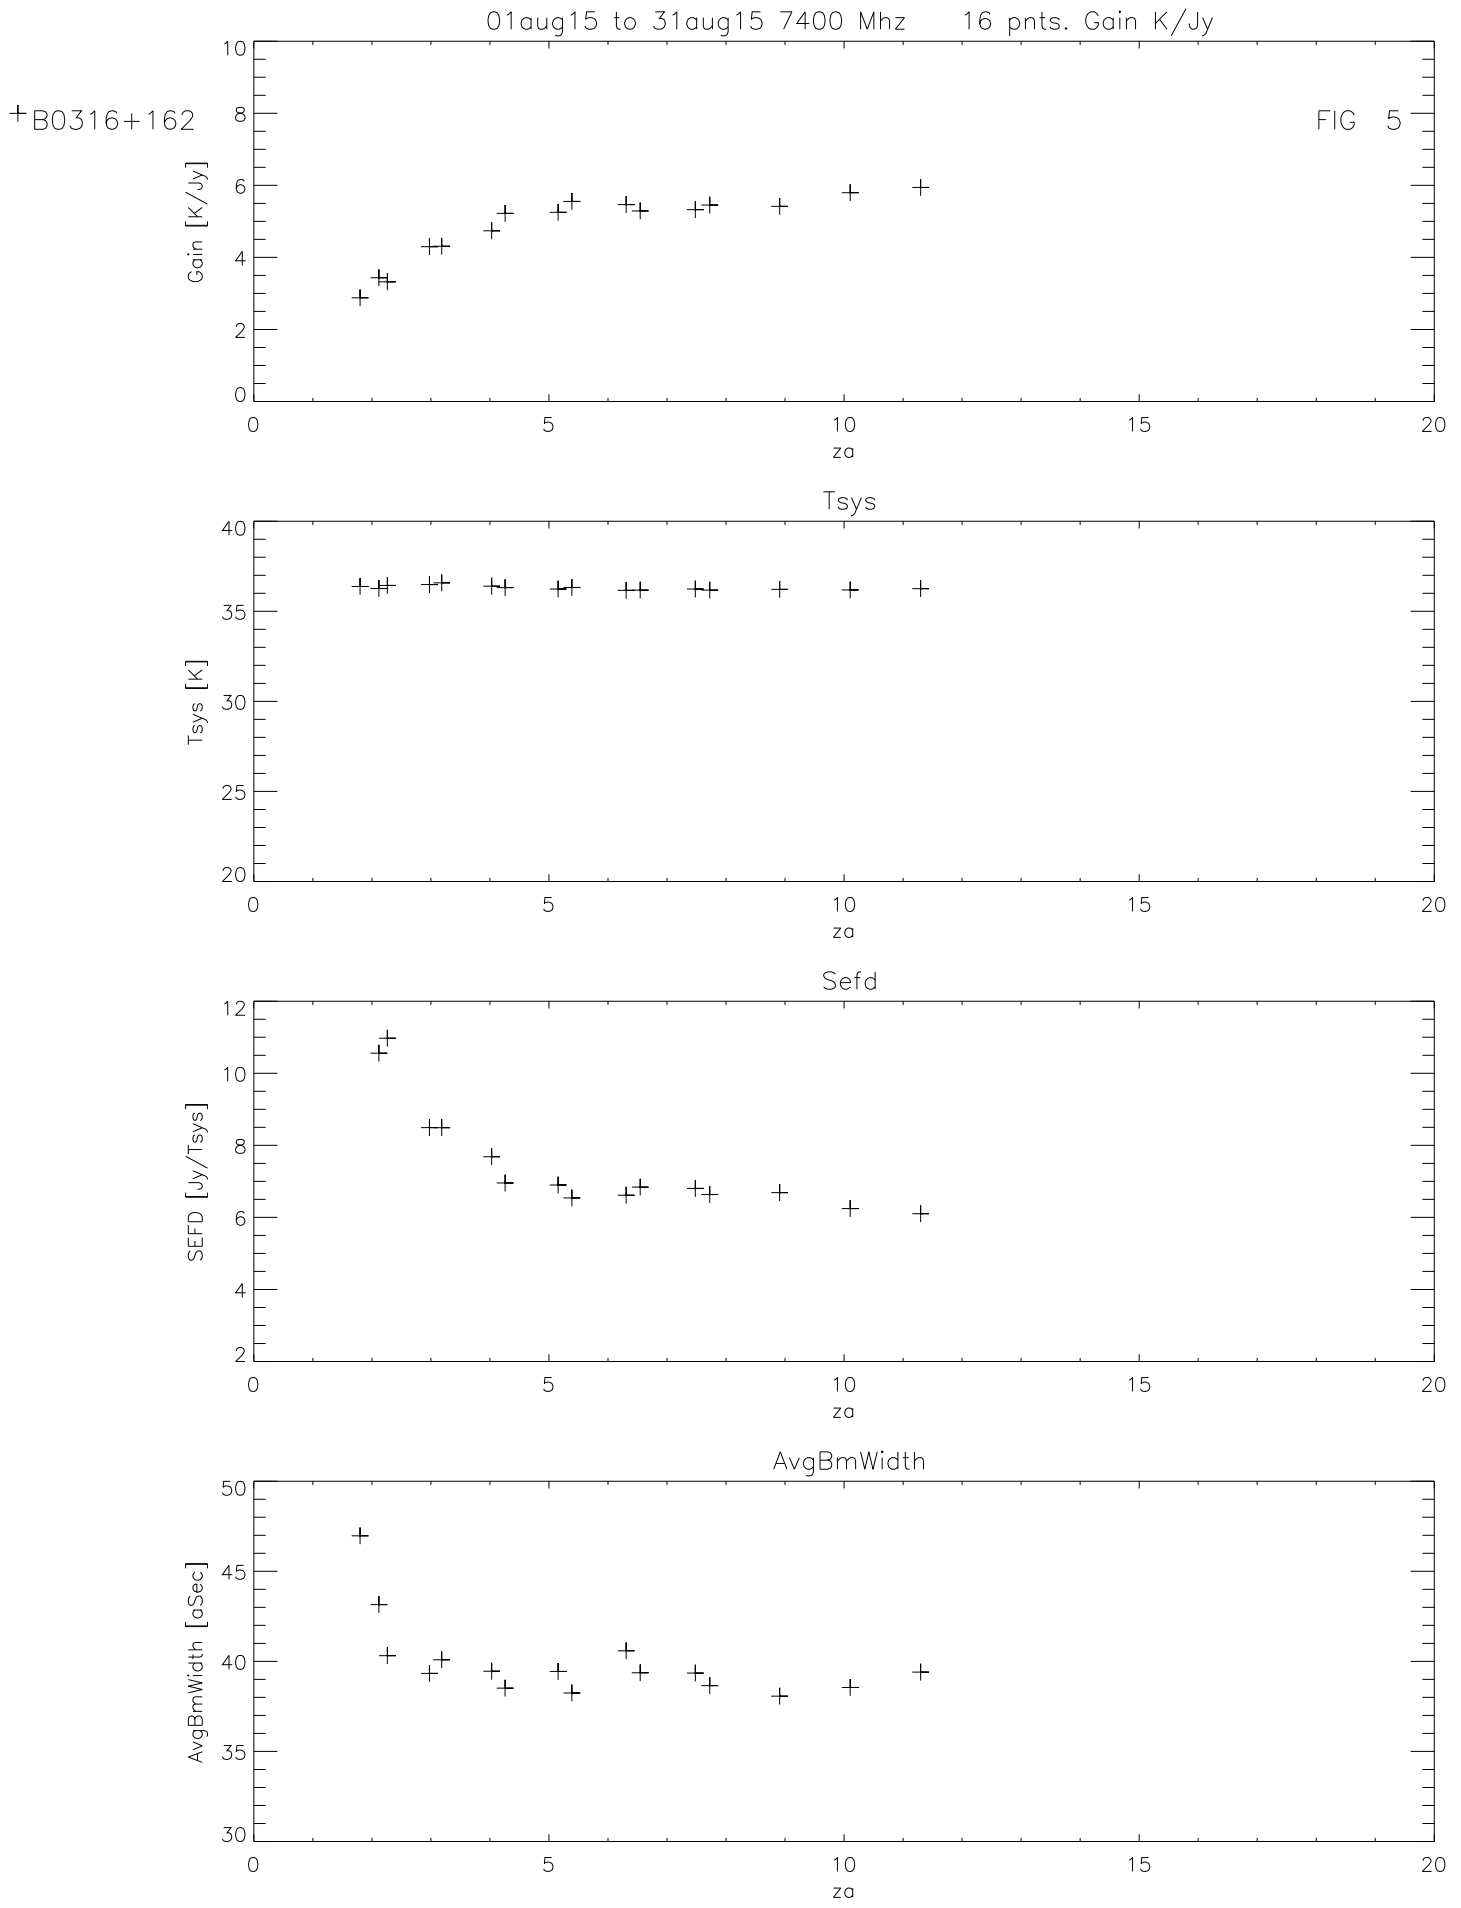 01aug15 to 31aug15 7400 Mhz 16 pnts. Gain K/Jy
+B0316+162
FIG 5
Gain [K/Jy]
10
8
6
4
2
0
0 5 10 15 20
za
Tsys
Tsys [K]
40
35
30
25
20
0 5 10 15 20
za
Sefd
SEFD [Jy/Tsys]
12
10
8
6
4
2
0 5 10 15 20
za
AvgBmWidth
AvgBmWidth [aSec]
50
45
40
35
30
0 5 10 15 20
za